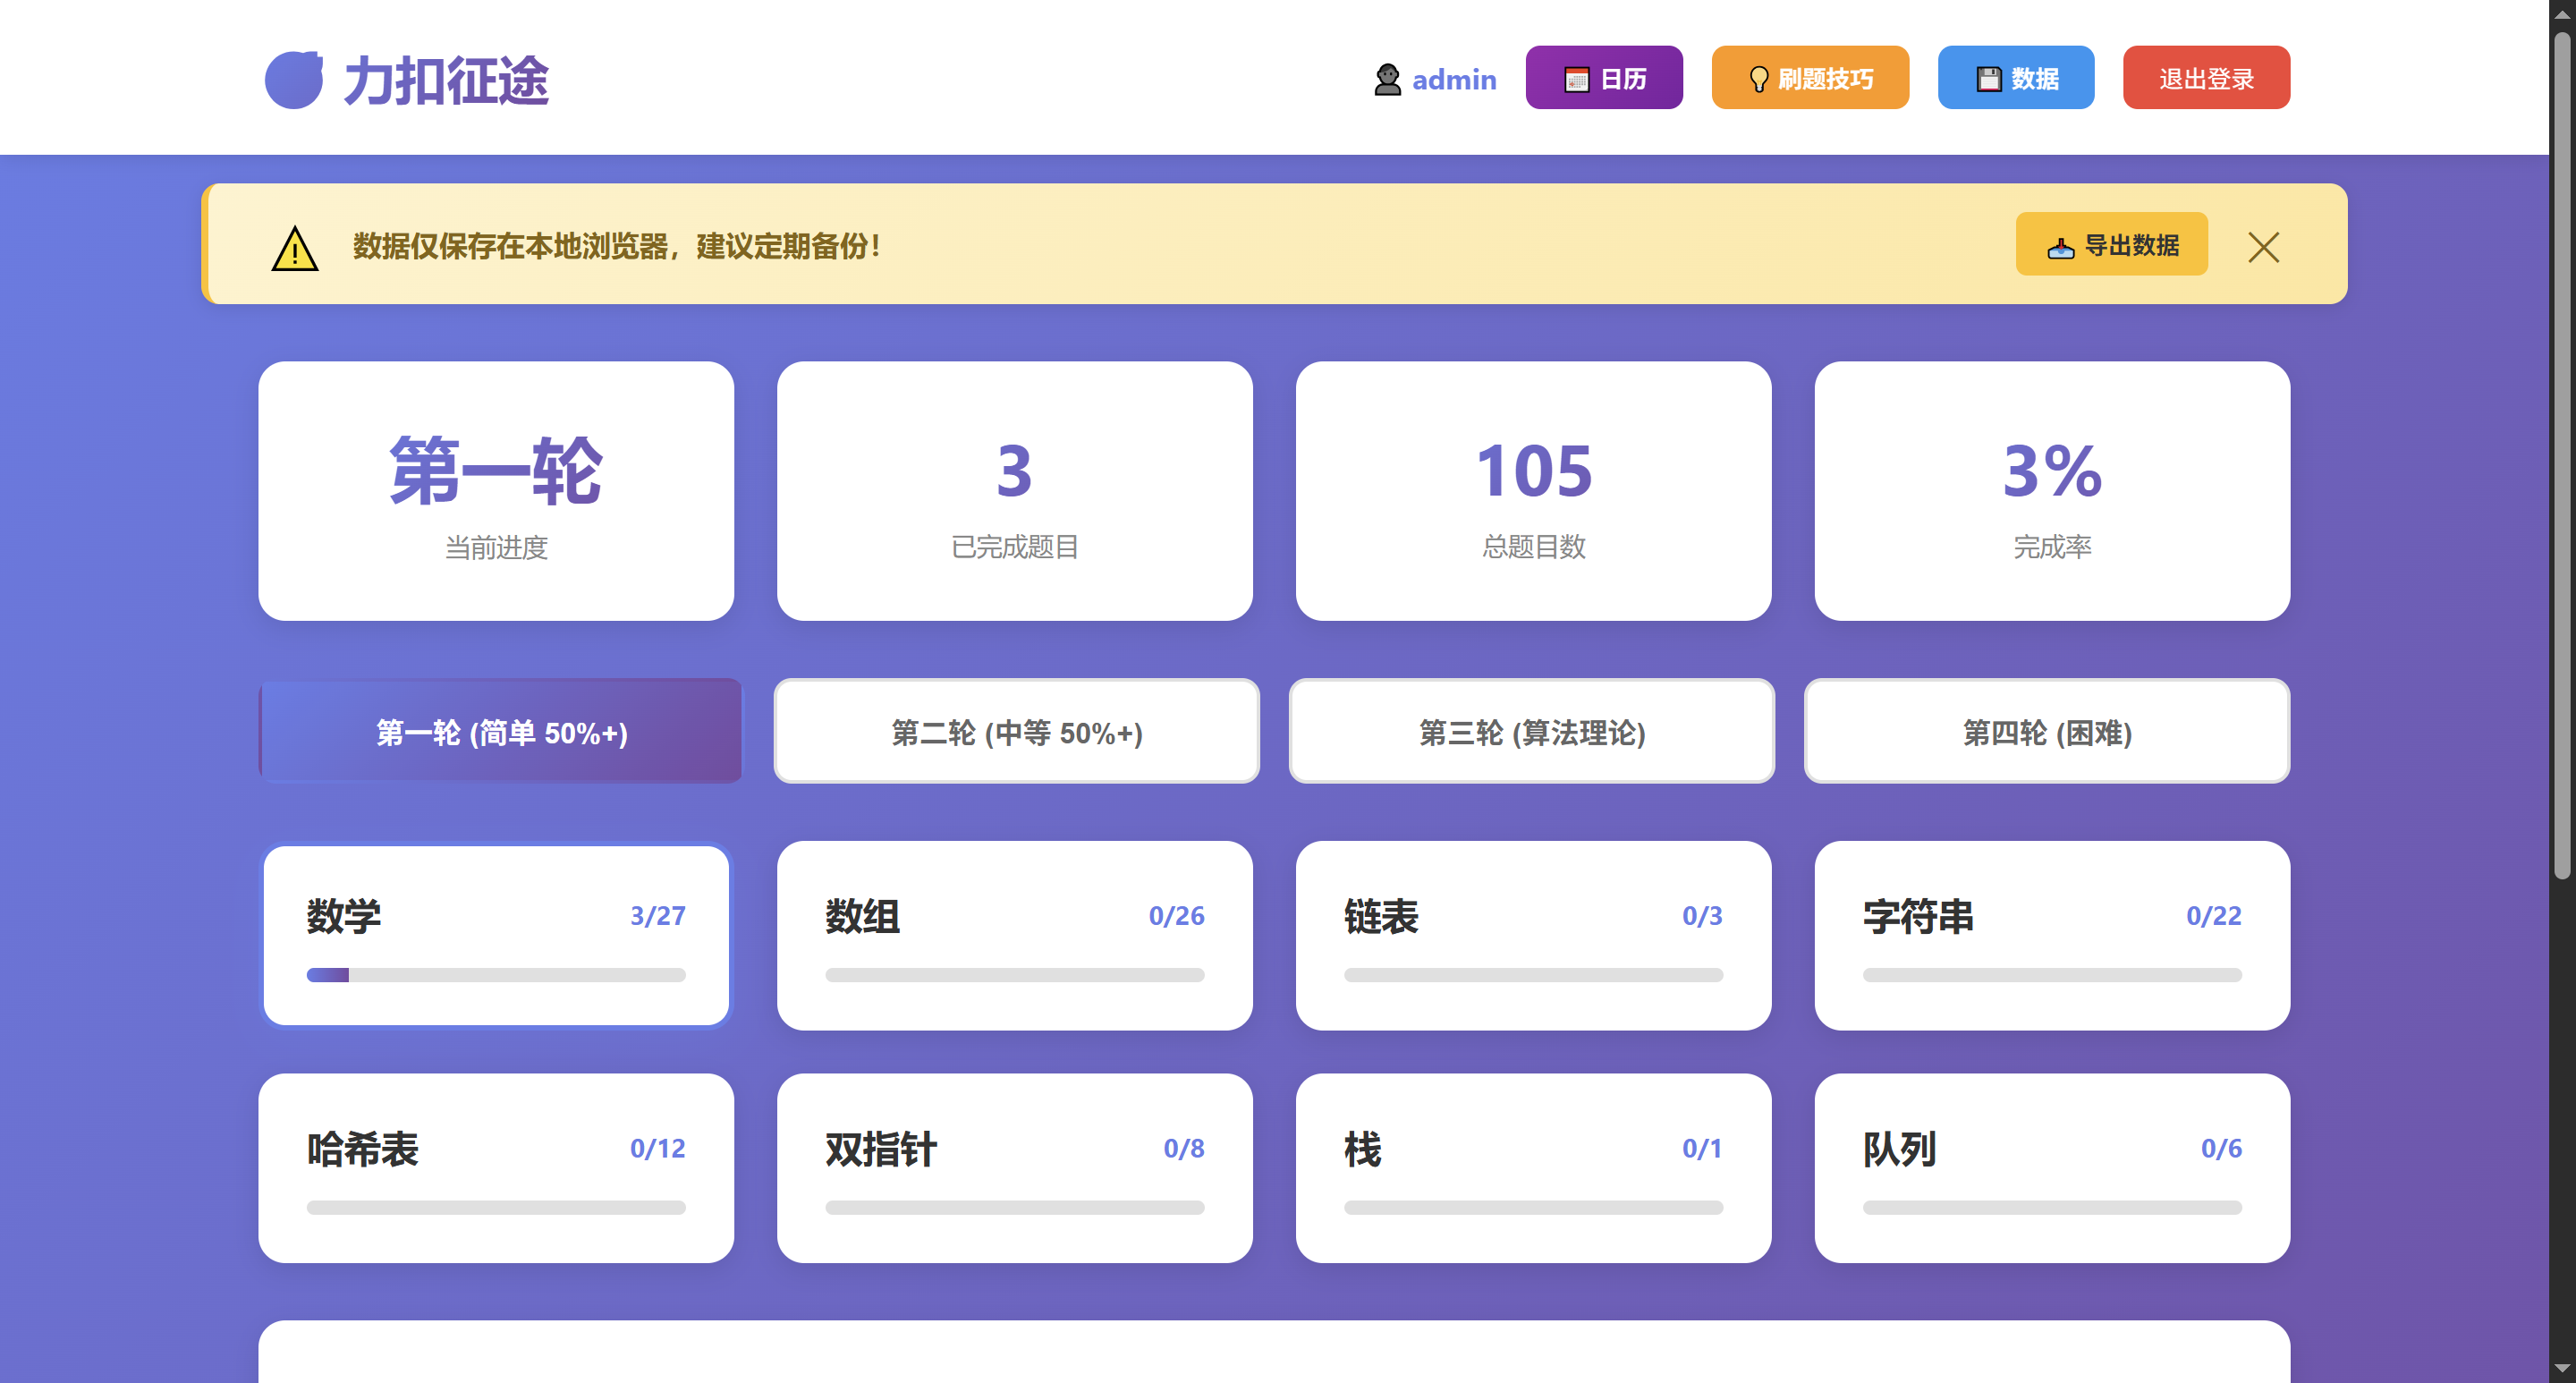 力扣征途
admin
日历
刷题技巧
数据
退出登录
数据仅保存在本地浏览器，建议定期备份！
导出数据
第一轮
当前进度
3
已完成题目
105
总题目数
3%
完成率
第一轮 (简单 50%+)
第二轮 (中等 50%+)
第三轮 (算法理论)
第四轮 (困难)
数学 3/27
数组 0/26
链表 0/3
字符串 0/22
哈希表 0/12
双指针 0/8
栈 0/1
队列 0/6